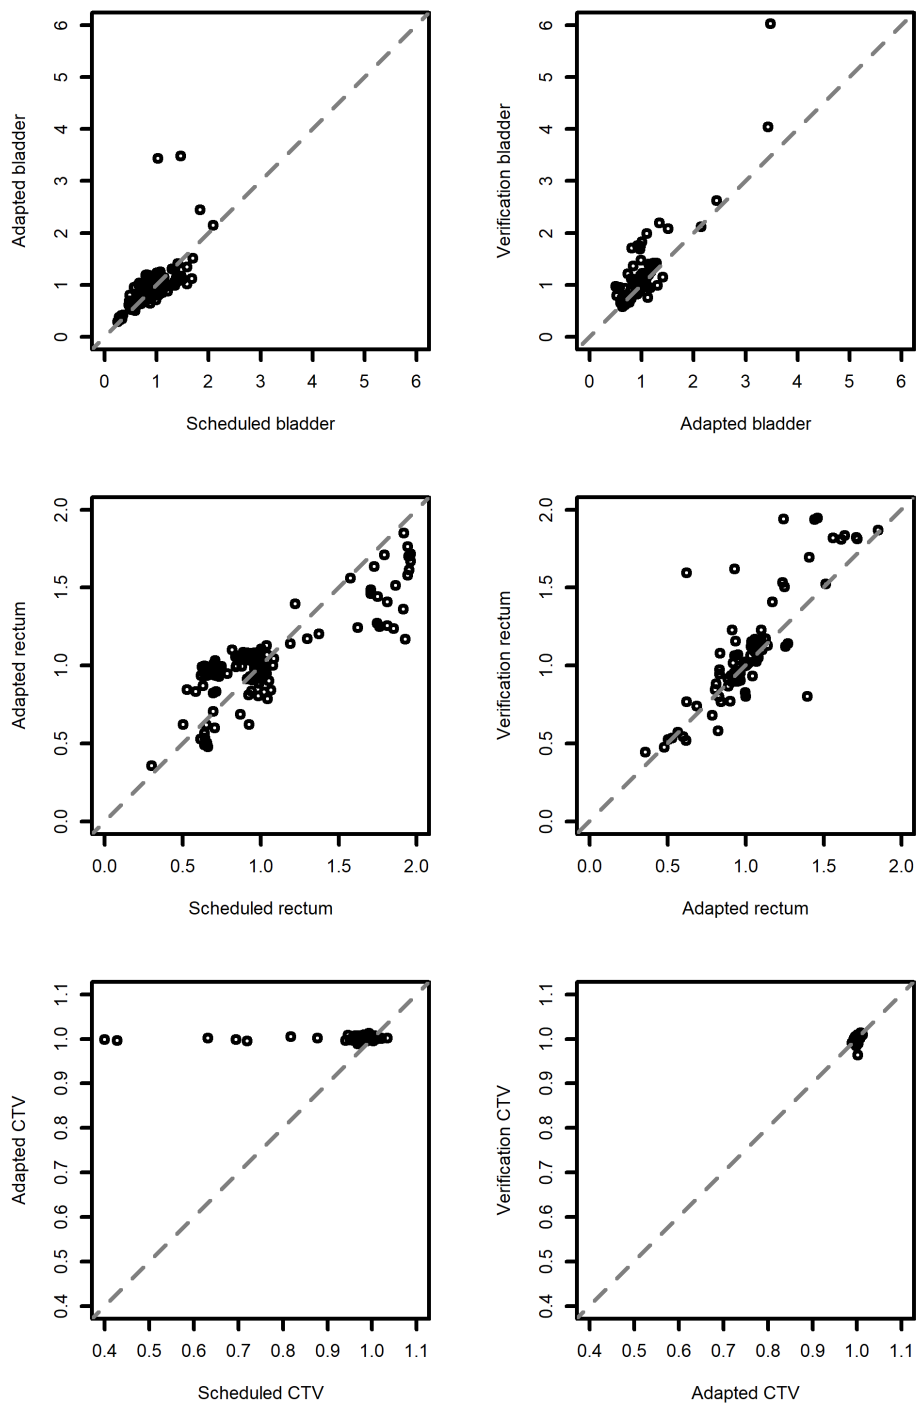 Adapted bladder
0 1 2 3 4 5 6
0 1 2 3 4 5 6
Scheduled bladder
Verification bladder
0 1 2 3 4 5 6
0 1 2 3 4 5 6
Adapted bladder
Adapted rectum
0.0 0.5 1.0 1.5 2.0
0.0 0.5 1.0 1.5 2.0
Scheduled rectum
Verification rectum
0.0 0.5 1.0 1.5 2.0
0.0 0.5 1.0 1.5 2.0
Adapted rectum
Adapted CTV
0.4 0.5 0.6 0.7 0.8 0.9 1.0 1.1
0.4 0.5 0.6 0.7 0.8 0.9 1.0 1.1
Scheduled CTV
Verification CTV
0.4 0.5 0.6 0.7 0.8 0.9 1.0 1.1
0.4 0.5 0.6 0.7 0.8 0.9 1.0 1.1
Adapted CTV